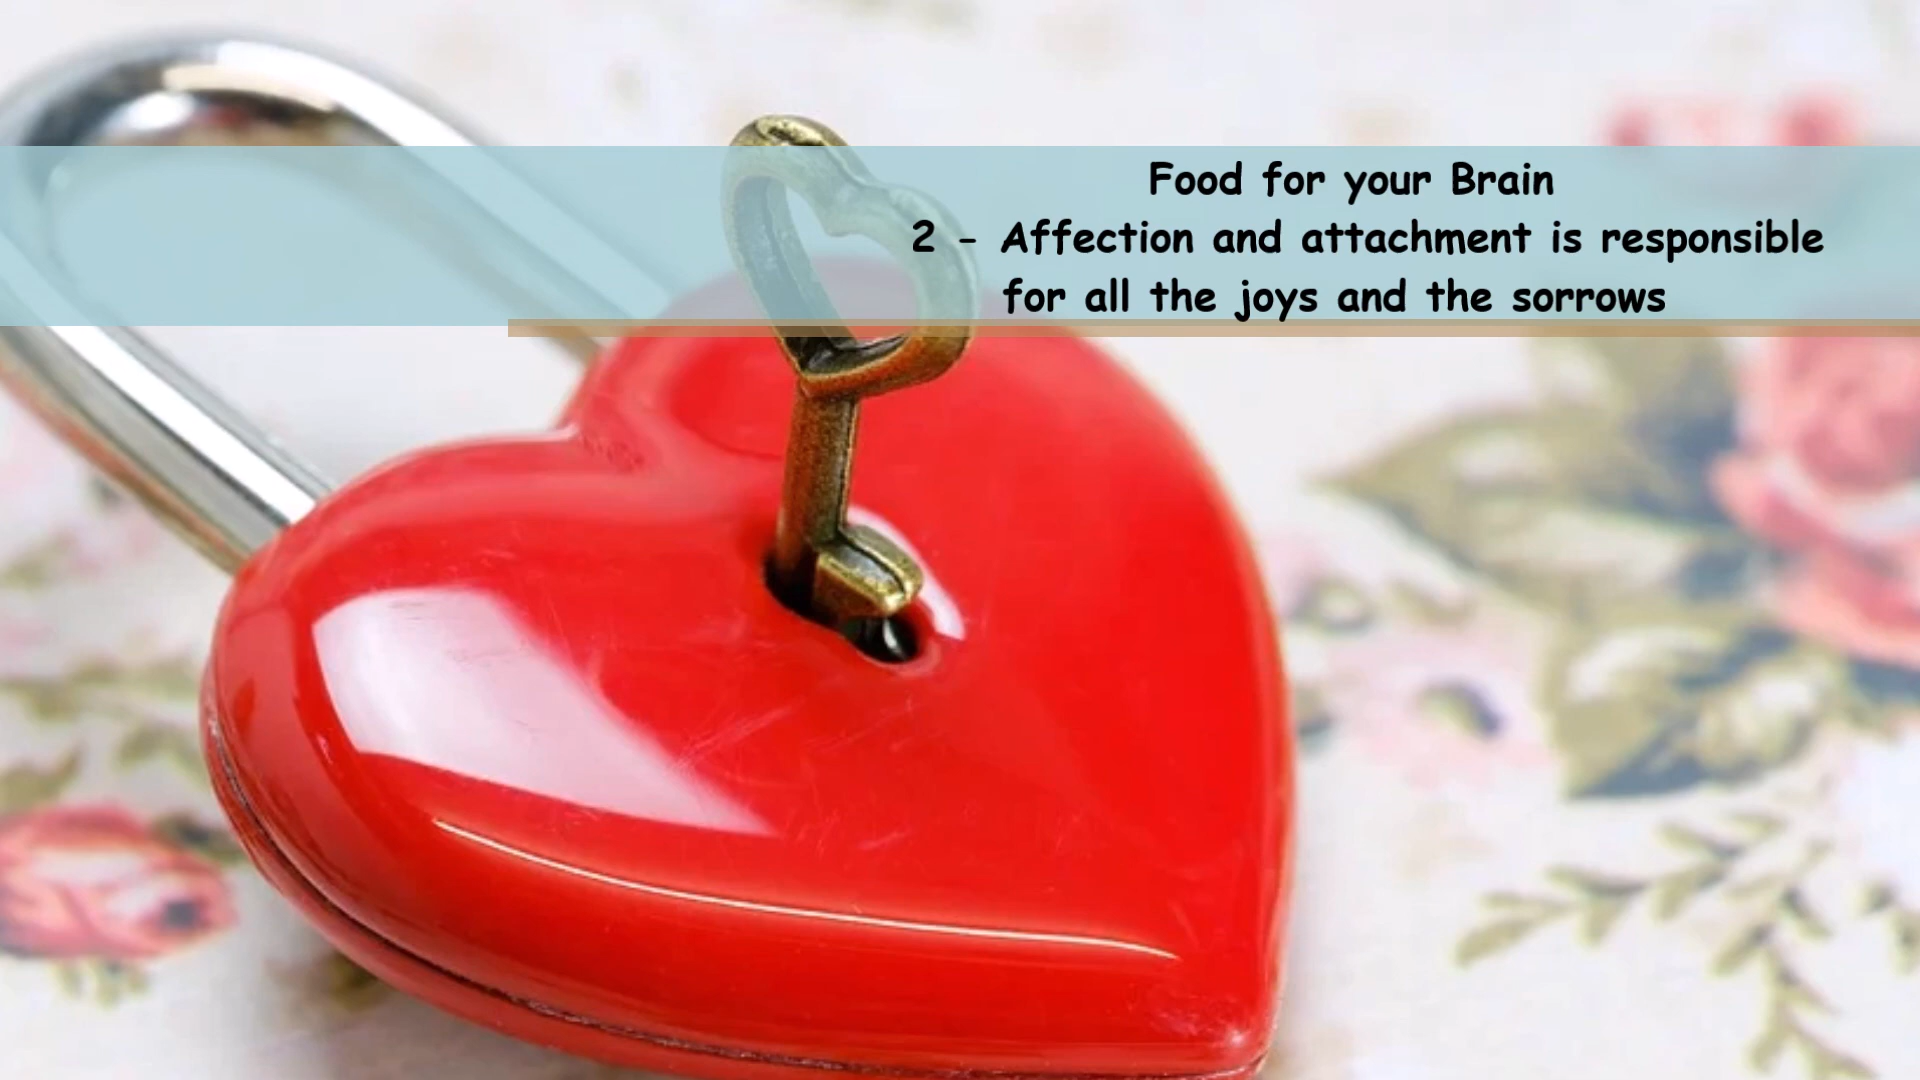 Food for your Brain
2 - Affection and attachment is responsible
for all the joys and the sorrows